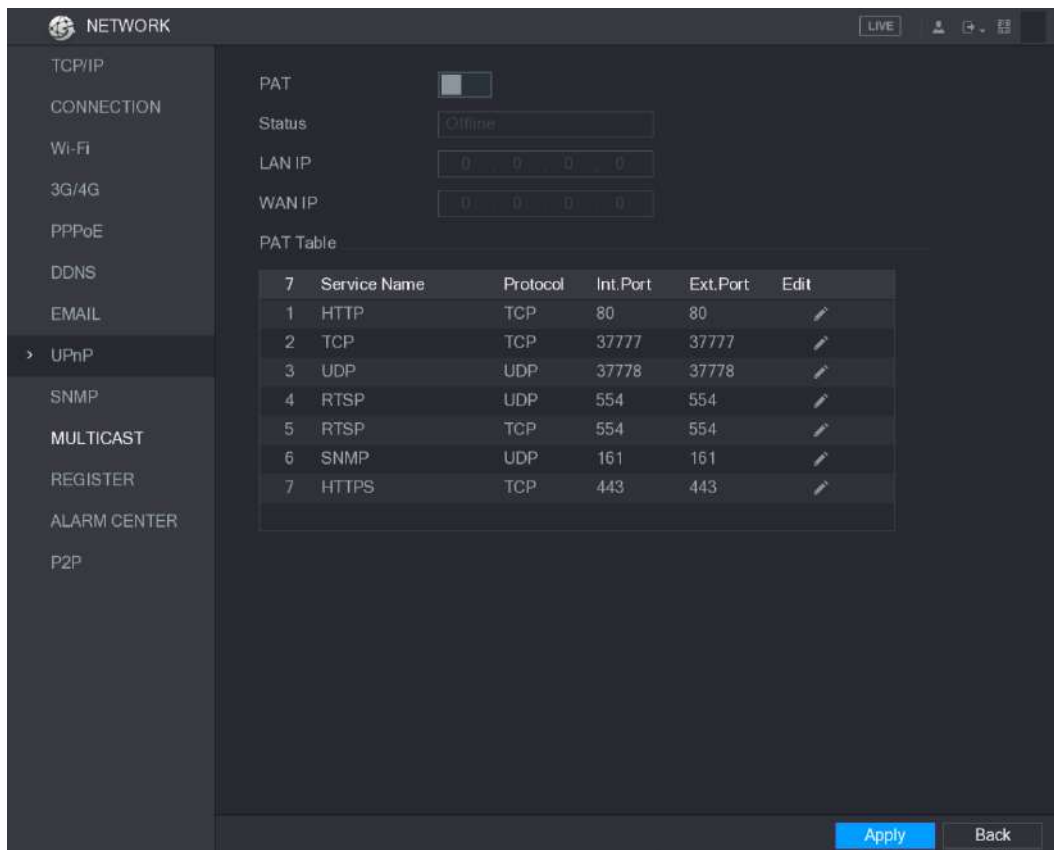 NETWORK LIVE
TCP/IP
CONNECTION
Wi-Fi
3G/4G
PPPoE
DDNS
EMAIL
> UPnP
SNMP
MULTICAST
REGISTER
ALARM CENTER
P2P
PAT
Status Offline
LAN IP 0 . 0 . 0 . 0
WAN IP 0 . 0 . 0 . 0
PAT Table
7 Service Name Protocol Int.Port Ext.Port Edit
1 HTTP TCP 80 80
2 TCP TCP 37777 37777
3 UDP UDP 37778 37778
4 RTSP UDP 554 554
5 RTSP TCP 554 554
6 SNMP UDP 161 161
7 HTTPS TCP 443 443
Apply Back